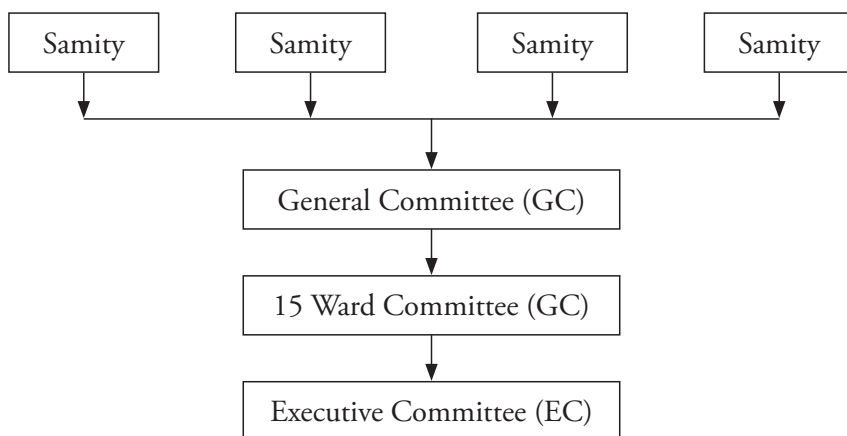 Samity Samity Samity Samity
General Committee (GC)
15 Ward Committee (GC)
Executive Committee (EC)